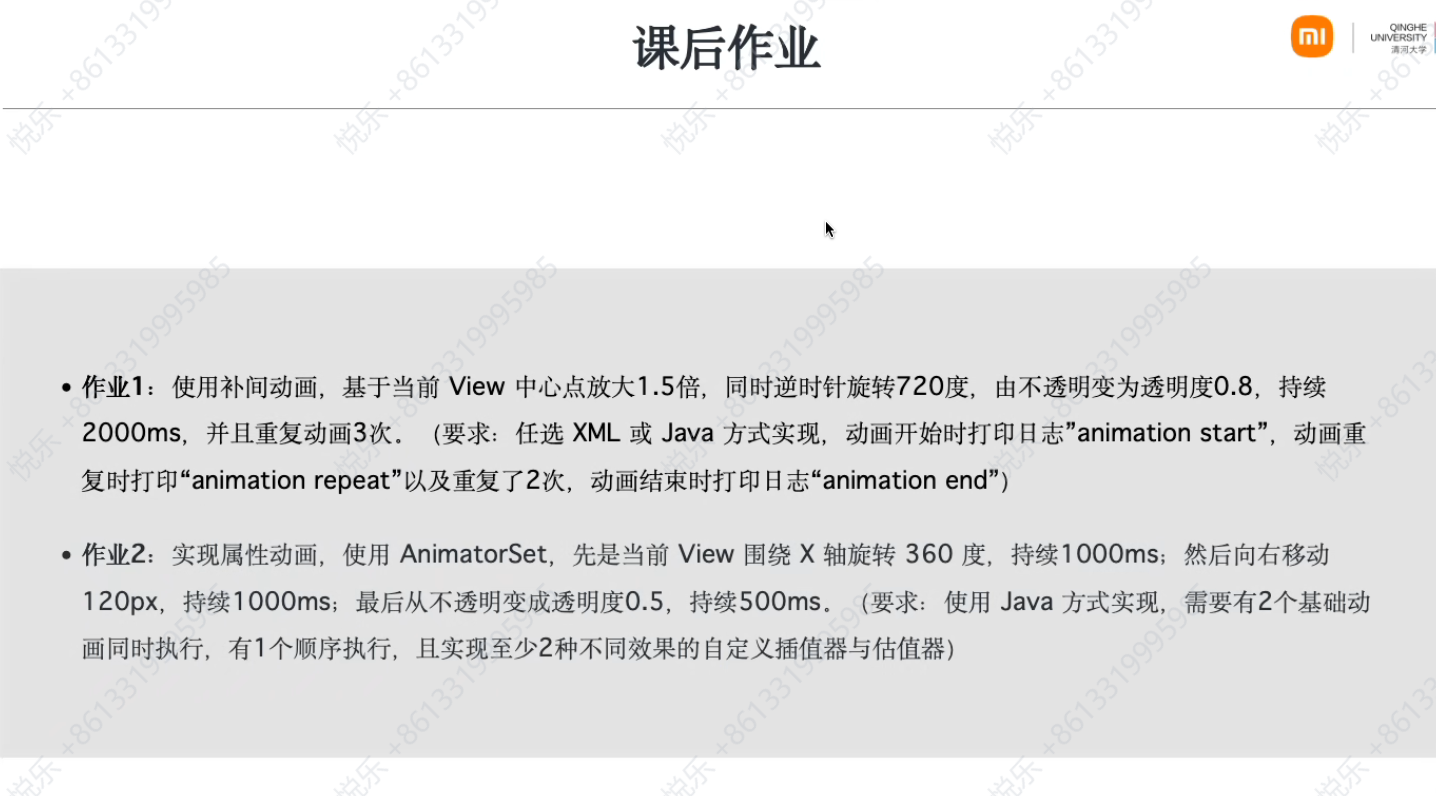 课后作业
mi
QINGHE
UNIVERSITY
清河大学
• 作业1：使用补间动画，基于当前 View 中心点放大1.5倍，同时逆时针旋转720度，由不透明变为透明度0.8，持续
2000ms，并且重复动画3次。（要求：任选 XML 或 Java 方式实现，动画开始时打印日志”animation start”，动画重
复时打印“animation repeat”以及重复了2次，动画结束时打印日志“animation end”）
• 作业2：实现属性动画，使用 AnimatorSet，先是当前 View 围绕 X 轴旋转 360 度，持续1000ms；然后向右移动
120px，持续1000ms；最后从不透明变成透明度0.5，持续500ms。（要求：使用 Java 方式实现，需要有2个基础动
画同时执行，有1个顺序执行，且实现至少2种不同效果的自定义插值器与估值器）
悦乐 +8613319995985